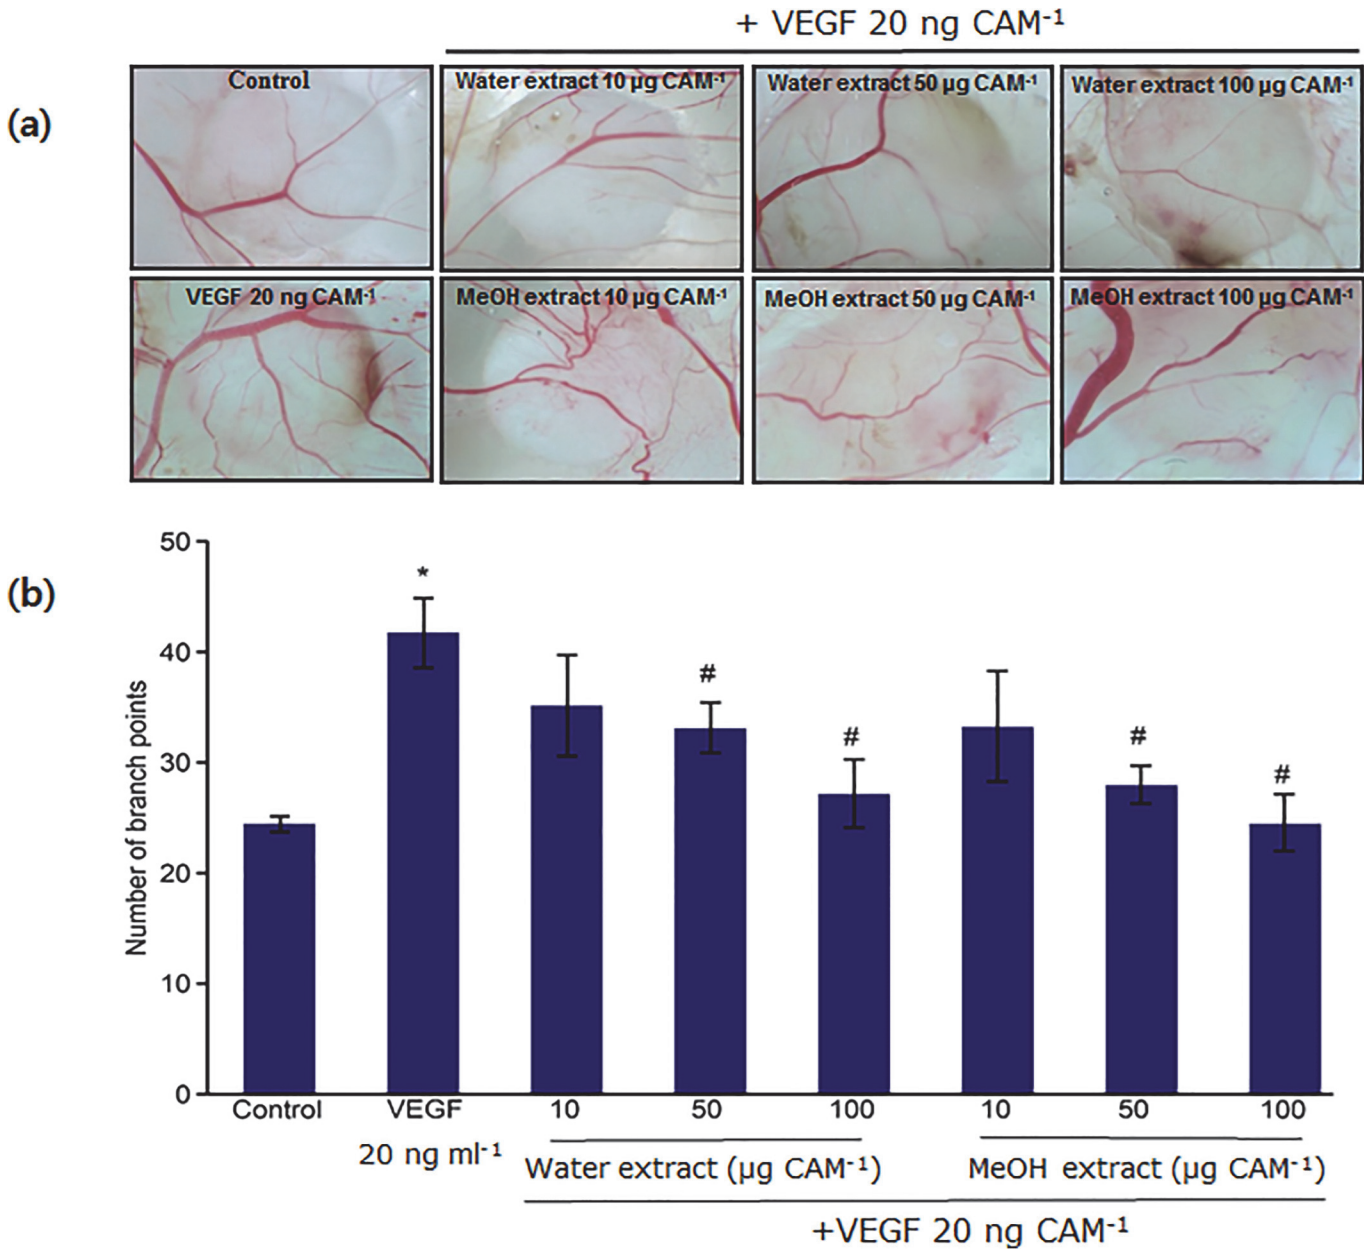 + VEGF 20 ng CAM⁻¹
(a)
Control
Water extract 10 µg CAM⁻¹
Water extract 50 µg CAM⁻¹
Water extract 100 µg CAM⁻¹
VEGF 20 ng CAM⁻¹
MeOH extract 10 µg CAM⁻¹
MeOH extract 50 µg CAM⁻¹
MeOH extract 100 µg CAM⁻¹
(b)
Number of branch points
50
40
30
20
10
0
*
#
#
#
#
Control VEGF 10 50 100 10 50 100
20 ng ml⁻¹
Water extract (µg CAM⁻¹) MeOH extract (µg CAM⁻¹)
+VEGF 20 ng CAM⁻¹